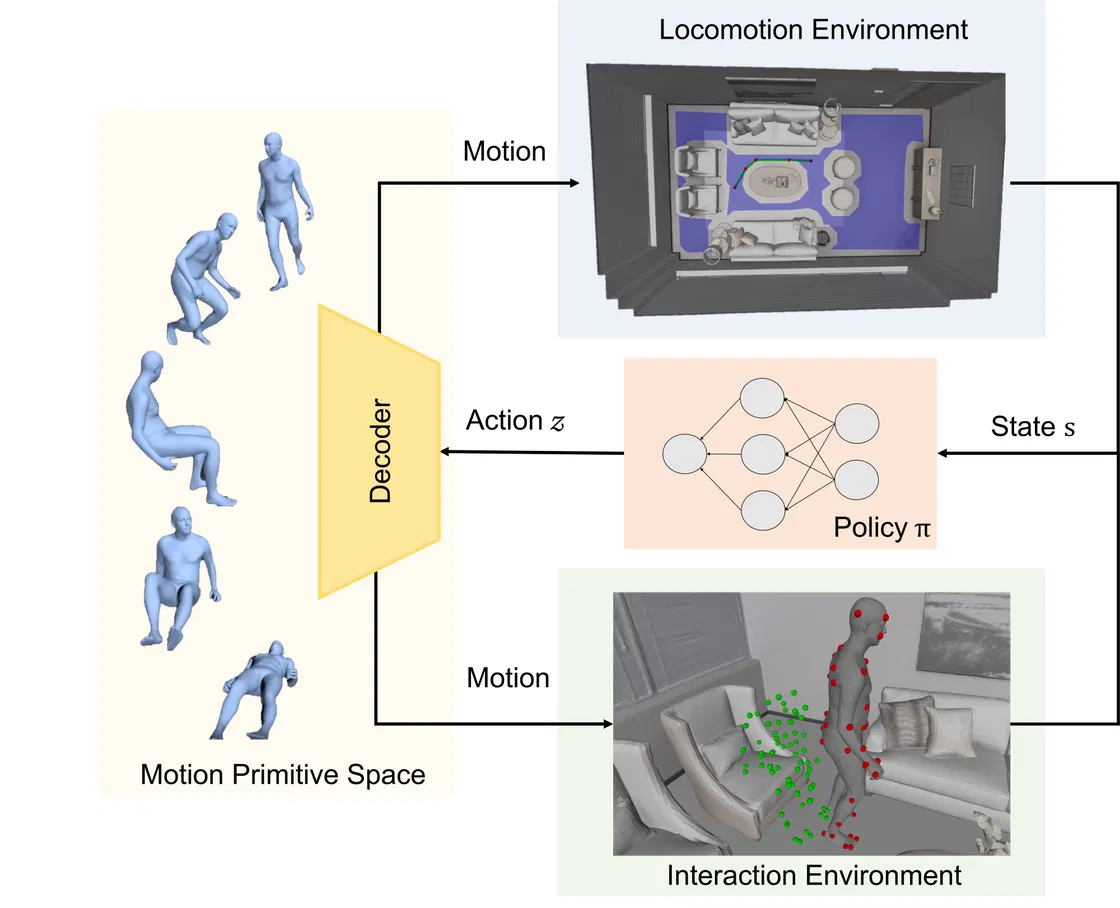 Locomotion Environment
Motion
Decoder
Action z
State s
Policy π
Motion
Motion Primitive Space
Interaction Environment